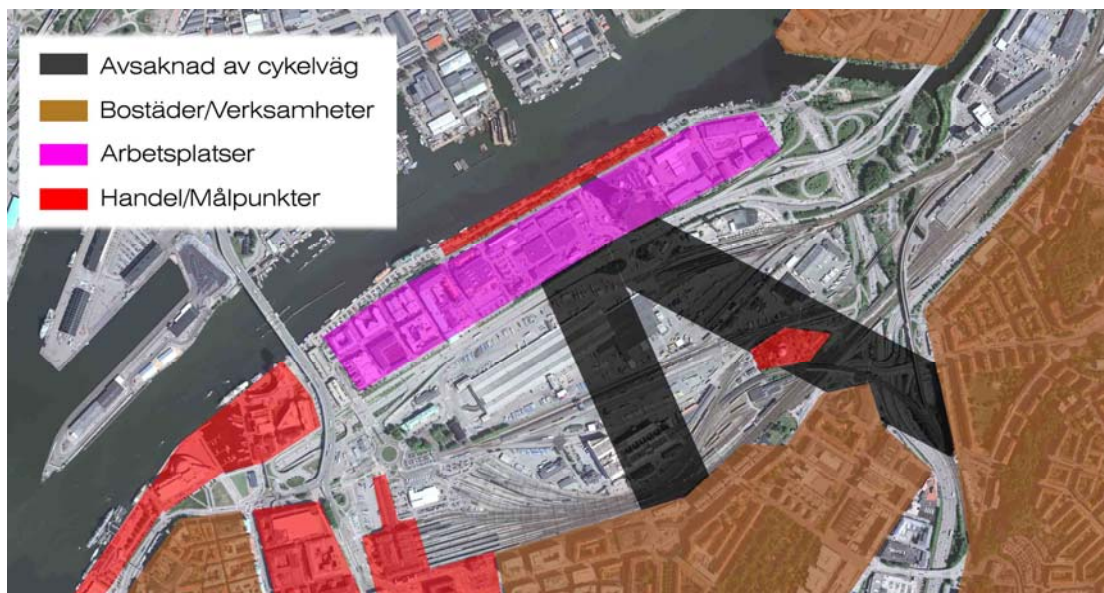 Avsaknad av cykelväg
Bostäder/Verksamheter
Arbetsplatser
Handel/Målpunkter